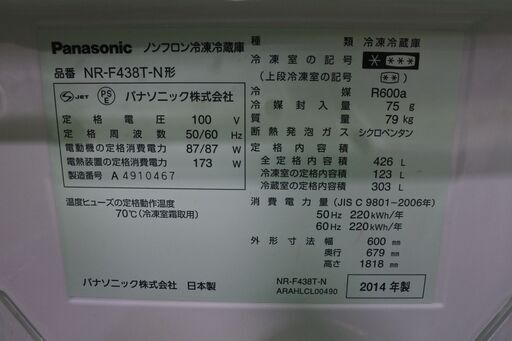 Panasonic ノンフロン冷凍冷蔵庫
品番 NR-F438T-N形
S JET PS E パナソニック株式会社
定格電圧 100 V
定格周波数 50/60 Hz
電動機の定格消費電力 87/87 W
電熱装置の定格消費電力 173 W
製造番号 A 4910467
温度ヒューズの定格動作温度
70℃(冷凍室霜取用)
パナソニック株式会社 日本製
種類 冷凍冷蔵庫
冷凍室の記号 * ***
(上段冷凍室の記号 **)
冷媒 R600a
冷媒封入量 75 g
質量 79 kg
断熱発泡ガス シクロペンタン
定格内容積
全定格内容積 426 L
冷凍室の定格内容積 123 L
冷蔵室の定格内容積 303 L
消費電力量 (JIS C 9801-2006年)
50 Hz 220 kWh/年
60 Hz 220 kWh/年
外形寸法 幅 600 mm
奥行 679 mm
高さ 1818 mm
NR-F438T-N
ARAHLCL00490
2014 年製